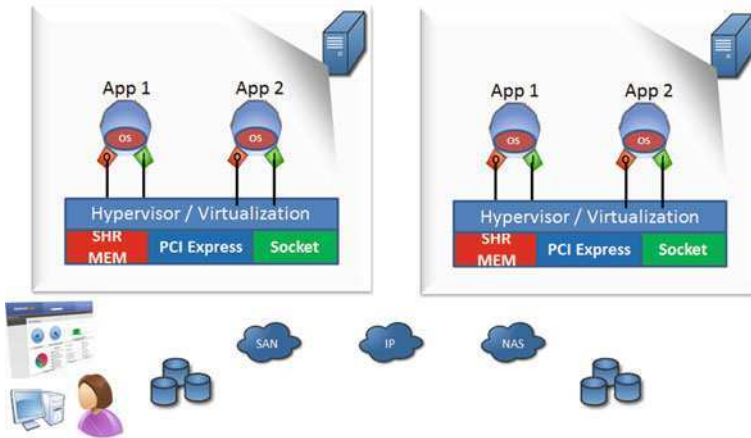 App 1 App 2
OS OS
Hypervisor / Virtualization
SHR MEM PCI Express Socket
App 1 App 2
OS OS
Hypervisor / Virtualization
SHR MEM PCI Express Socket
SAN IP NAS